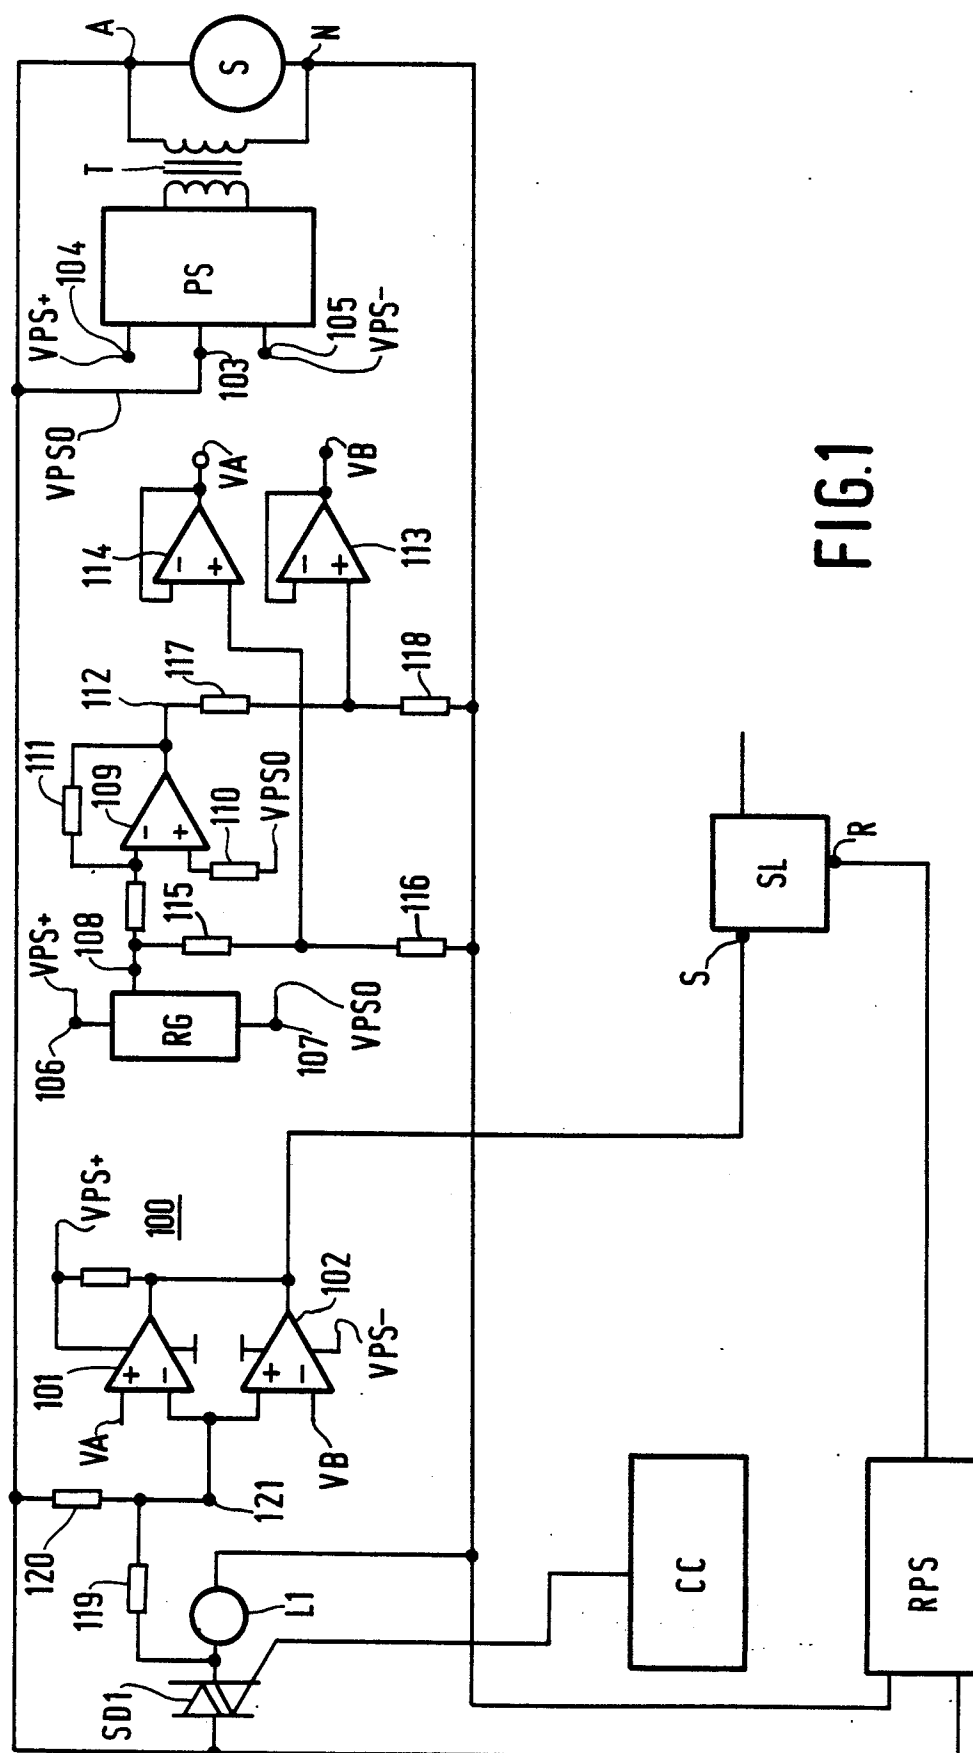 A
S
N
T
PS
VPS+
104
103
105
VPS-
VPS0
VA
VB
114
113
112
117
118
111
109
110
VPS0
115
116
VPS+
108
106
RG
107
VPS0
VPS+
100
101
102
VPS-
VA
VB
121
120
119
L1
SD1
CC
RPS
S
SL
R
FIG.1